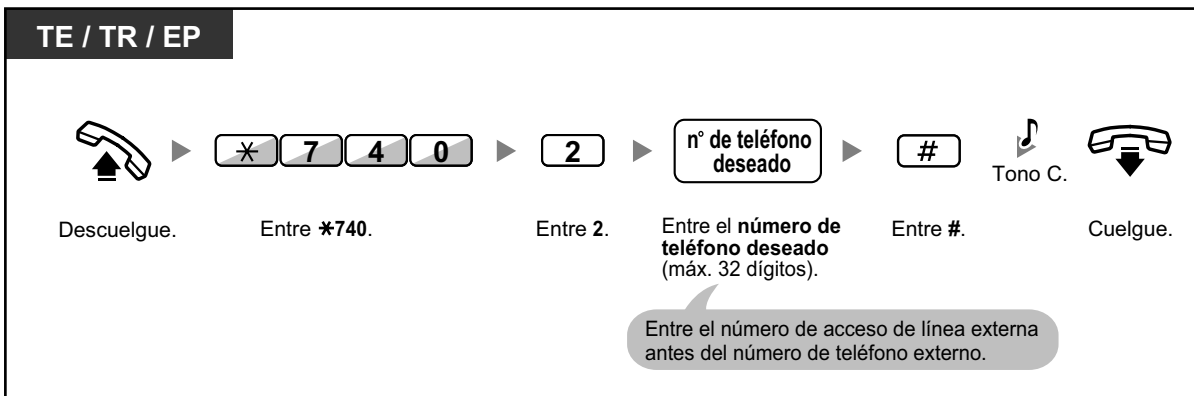 TE / TR / EP
✳ 7 4 0
2
n° de teléfono
deseado
#
Tono C.
Descuelgue.
Entre ✳740.
Entre 2.
Entre el número de
teléfono deseado
(máx. 32 dígitos).
Entre #.
Cuelgue.
Entre el número de acceso de línea externa
antes del número de teléfono externo.